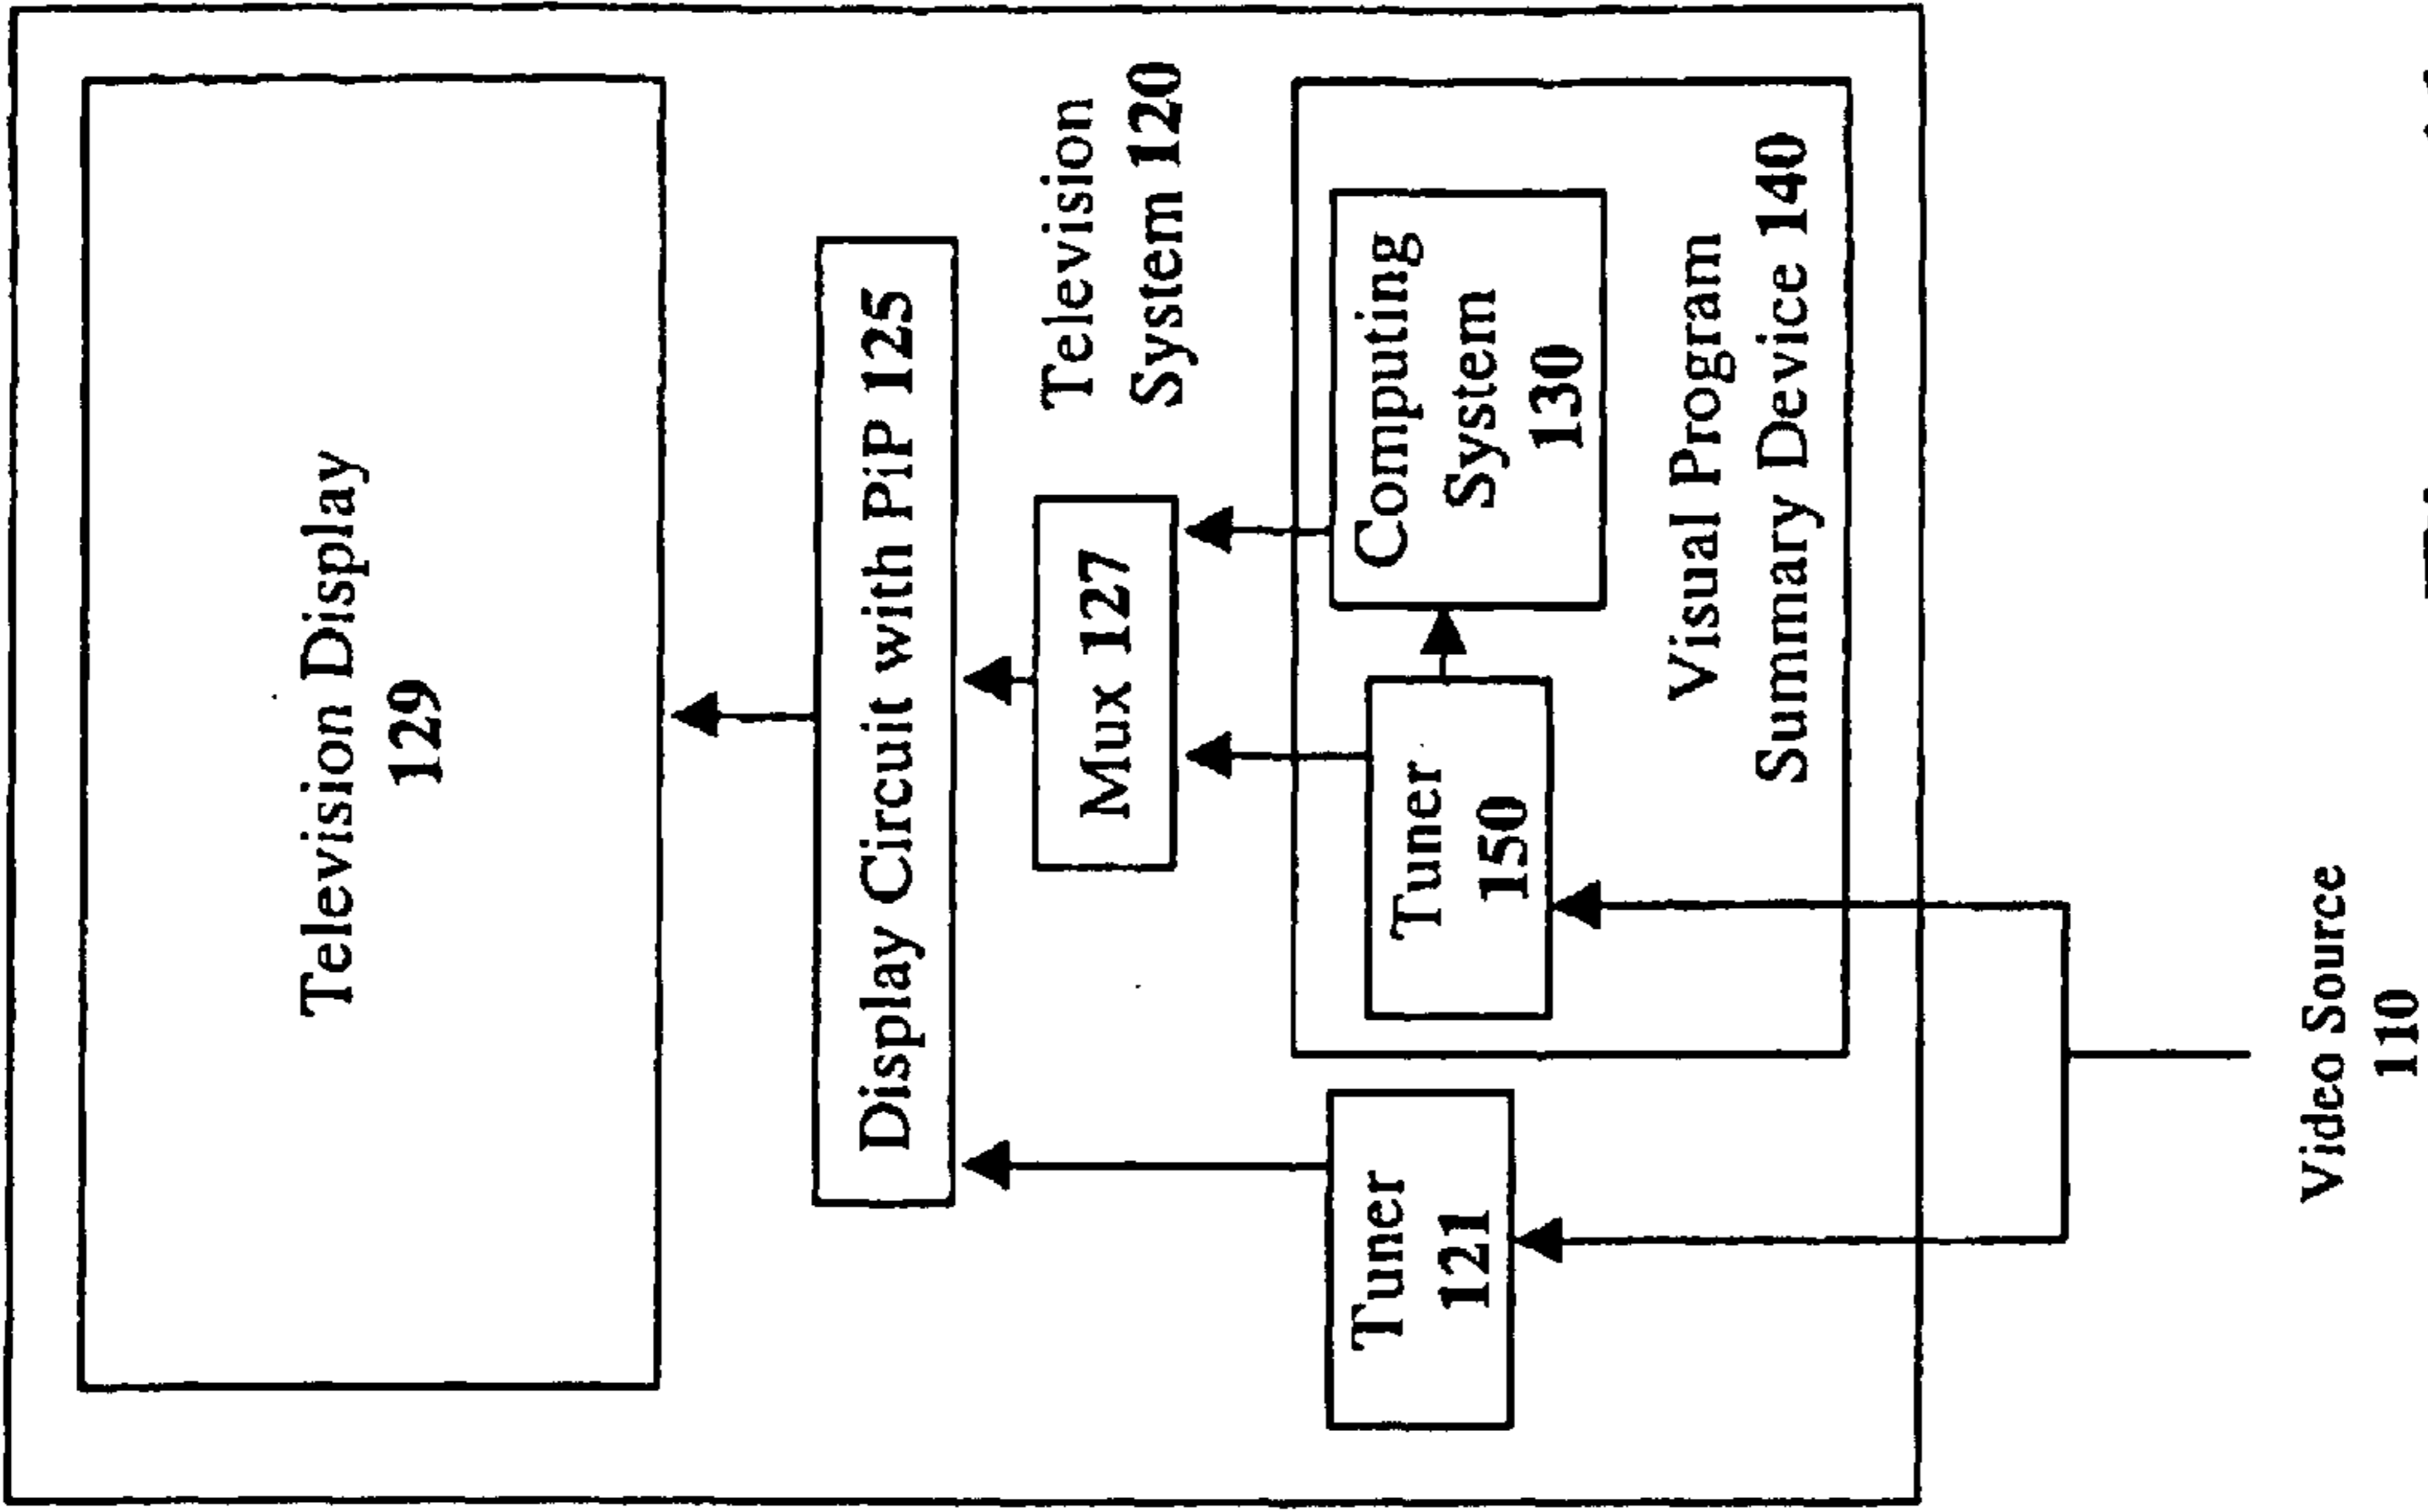 Television Display
129
Display Circuit with PiP 125
Television
System 120
Mux 127
Computing
System
130
Tuner
150
Tuner
121
Visual Program
Summary Device 140
Video Source
110